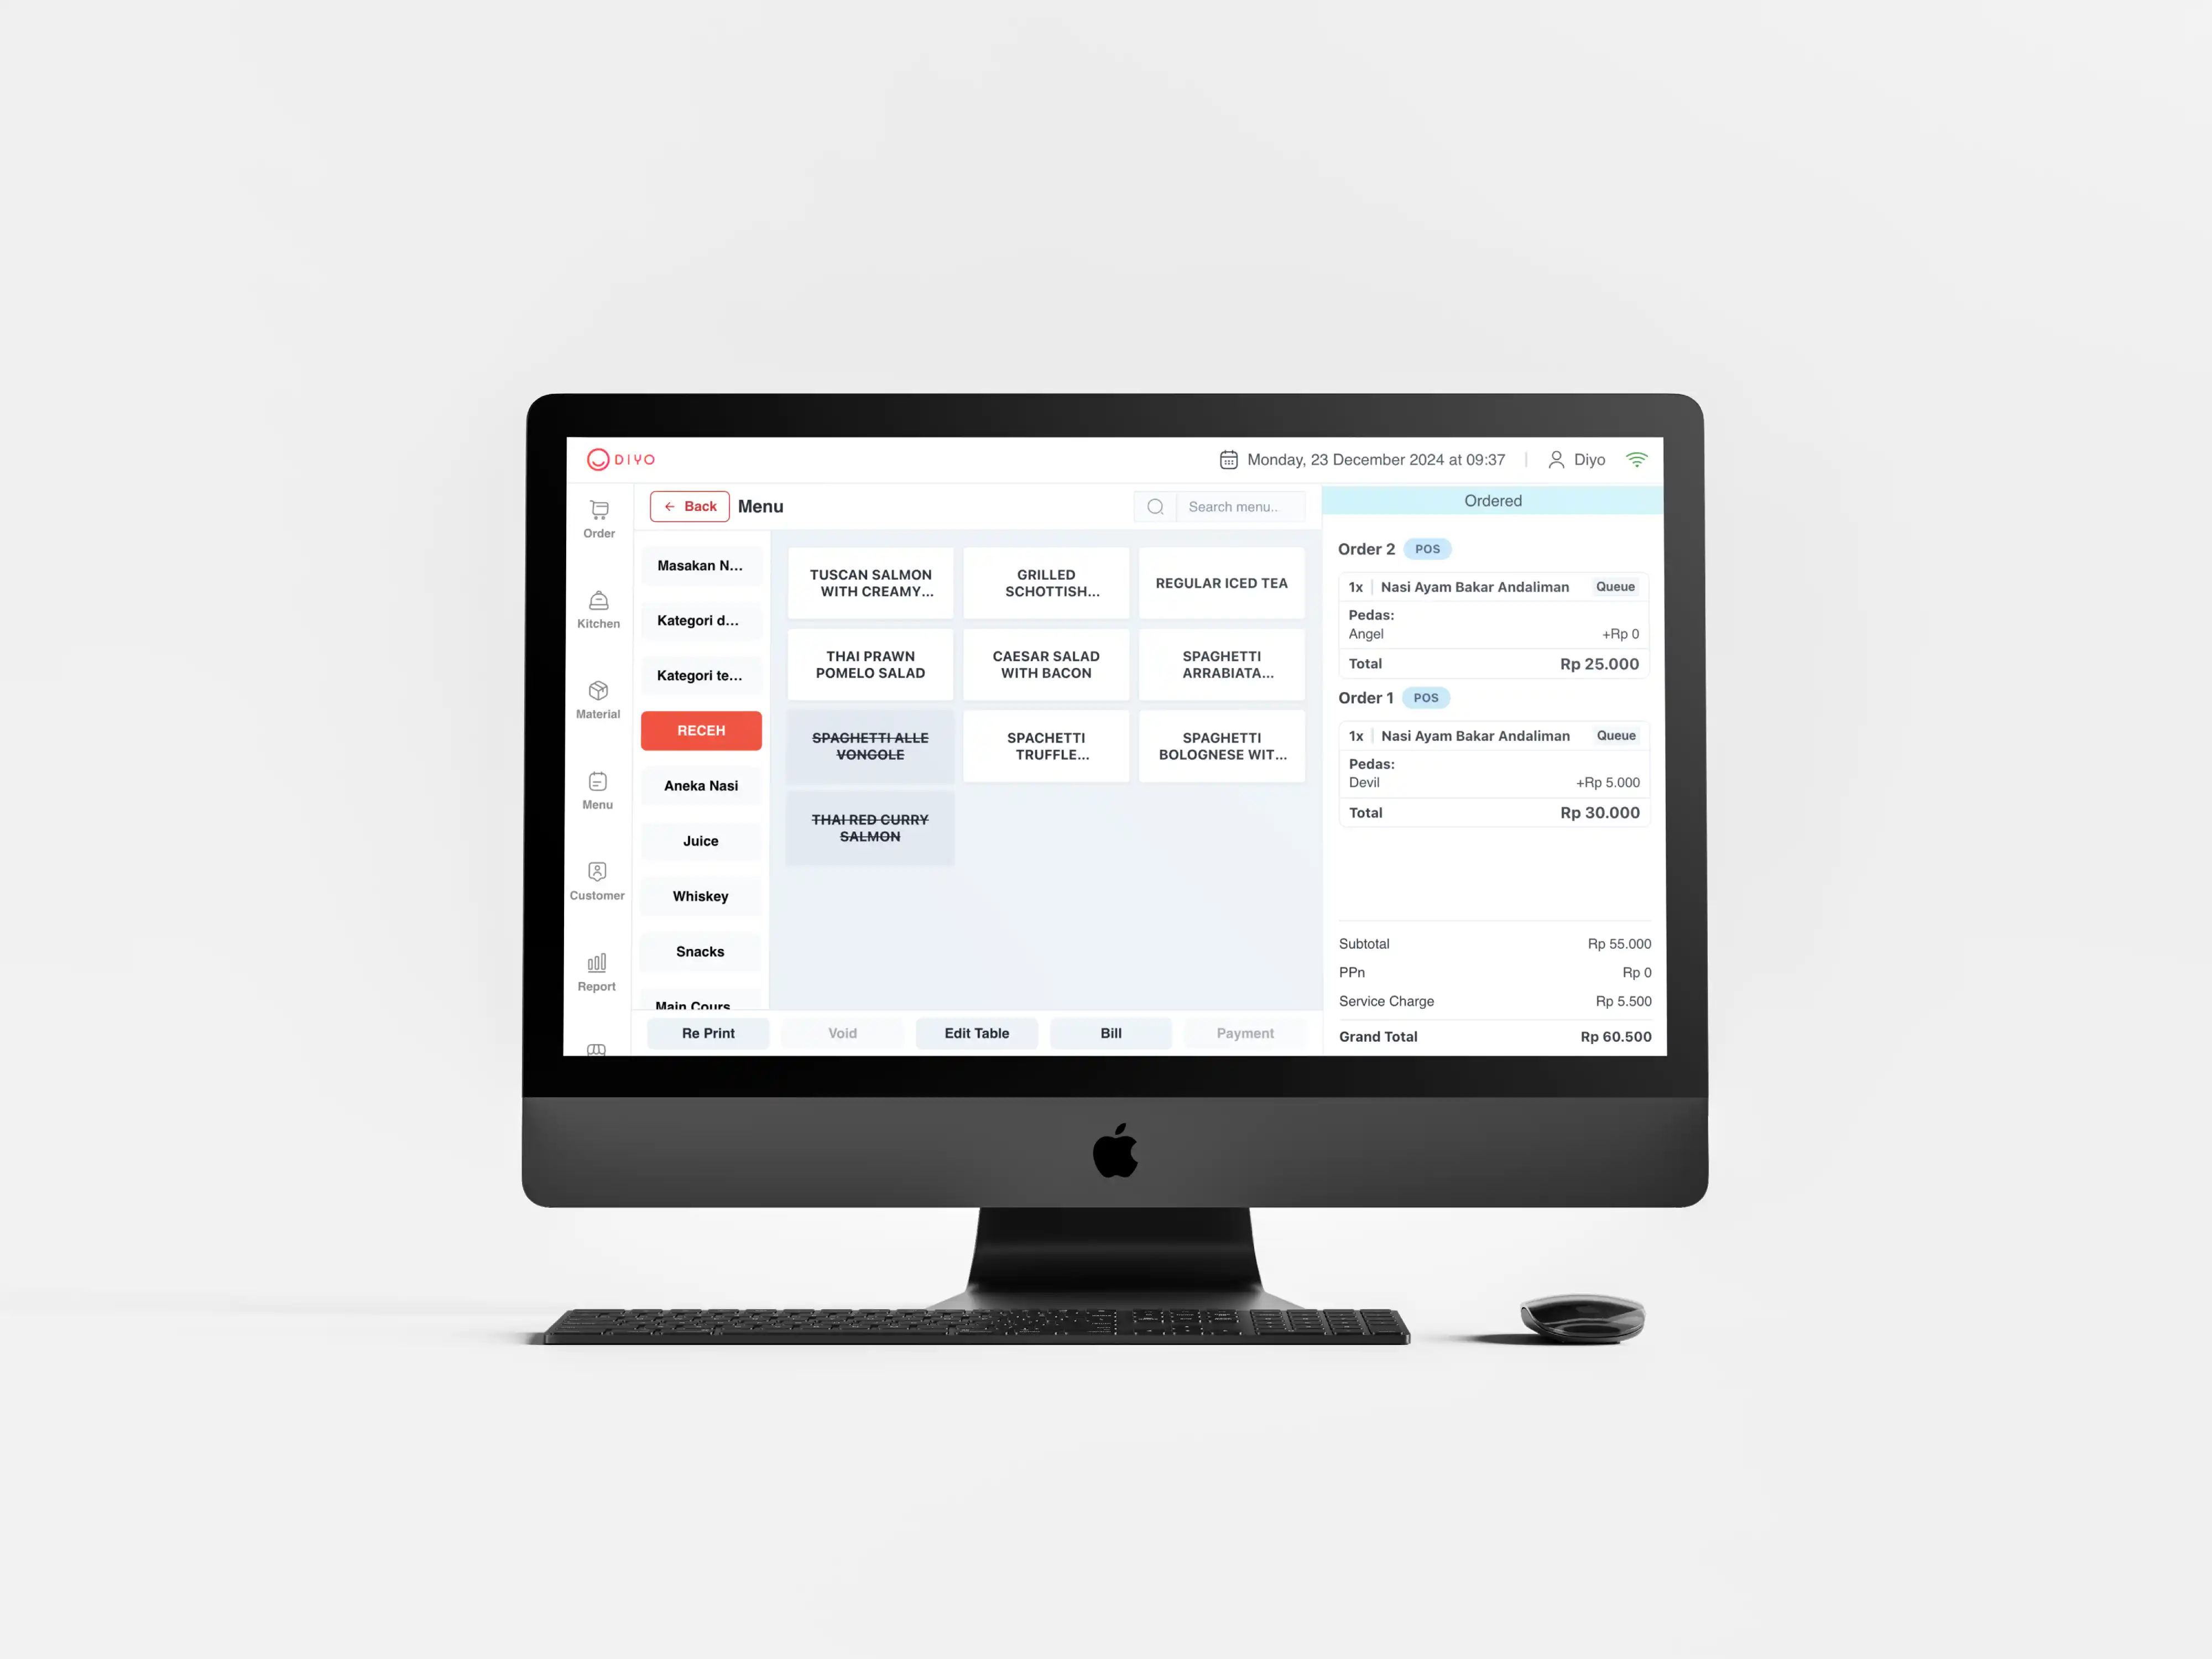 DIYO
Monday, 23 December 2024 at 09:37
Diyo
Order
Kitchen
Material
Menu
Customer
Report
Back
Menu
Search menu..
Masakan N...
Kategori d...
Kategori te...
RECEH
Aneka Nasi
Juice
Whiskey
Snacks
Main Cours
TUSCAN SALMON
WITH CREAMY...
GRILLED
SCHOTTISH...
REGULAR ICED TEA
THAI PRAWN
POMELO SALAD
CAESAR SALAD
WITH BACON
SPAGHETTI
ARRABIATA...
SPAGHETTI ALLE
VONGOLE
SPACHETTI
TRUFFLE...
SPAGHETTI
BOLOGNESE WIT...
THAI RED CURRY
SALMON
Re Print
Void
Edit Table
Bill
Payment
Ordered
Order 2 POS
1x Nasi Ayam Bakar Andaliman Queue
Pedas:
Angel +Rp 0
Total Rp 25.000
Order 1 POS
1x Nasi Ayam Bakar Andaliman Queue
Pedas:
Devil +Rp 5.000
Total Rp 30.000
Subtotal Rp 55.000
PPn Rp 0
Service Charge Rp 5.500
Grand Total Rp 60.500